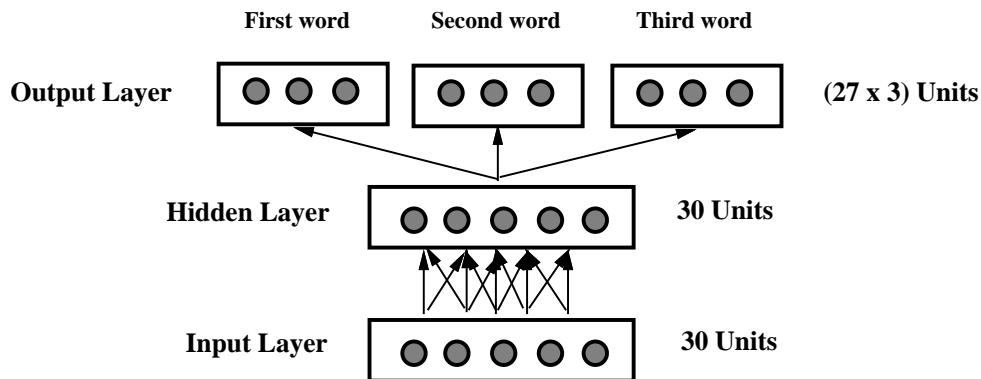 First word Second word Third word
Output Layer (27 x 3) Units
Hidden Layer 30 Units
Input Layer 30 Units